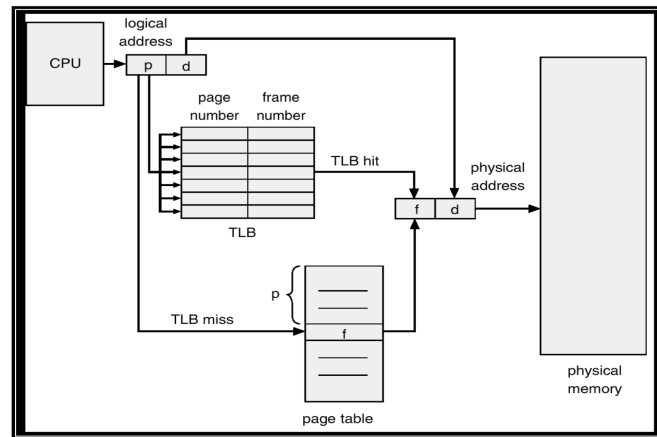 logical
address
CPU
p d
page
number
frame
number
TLB hit
physical
address
f d
TLB
p
TLB miss
f
physical
memory
page table